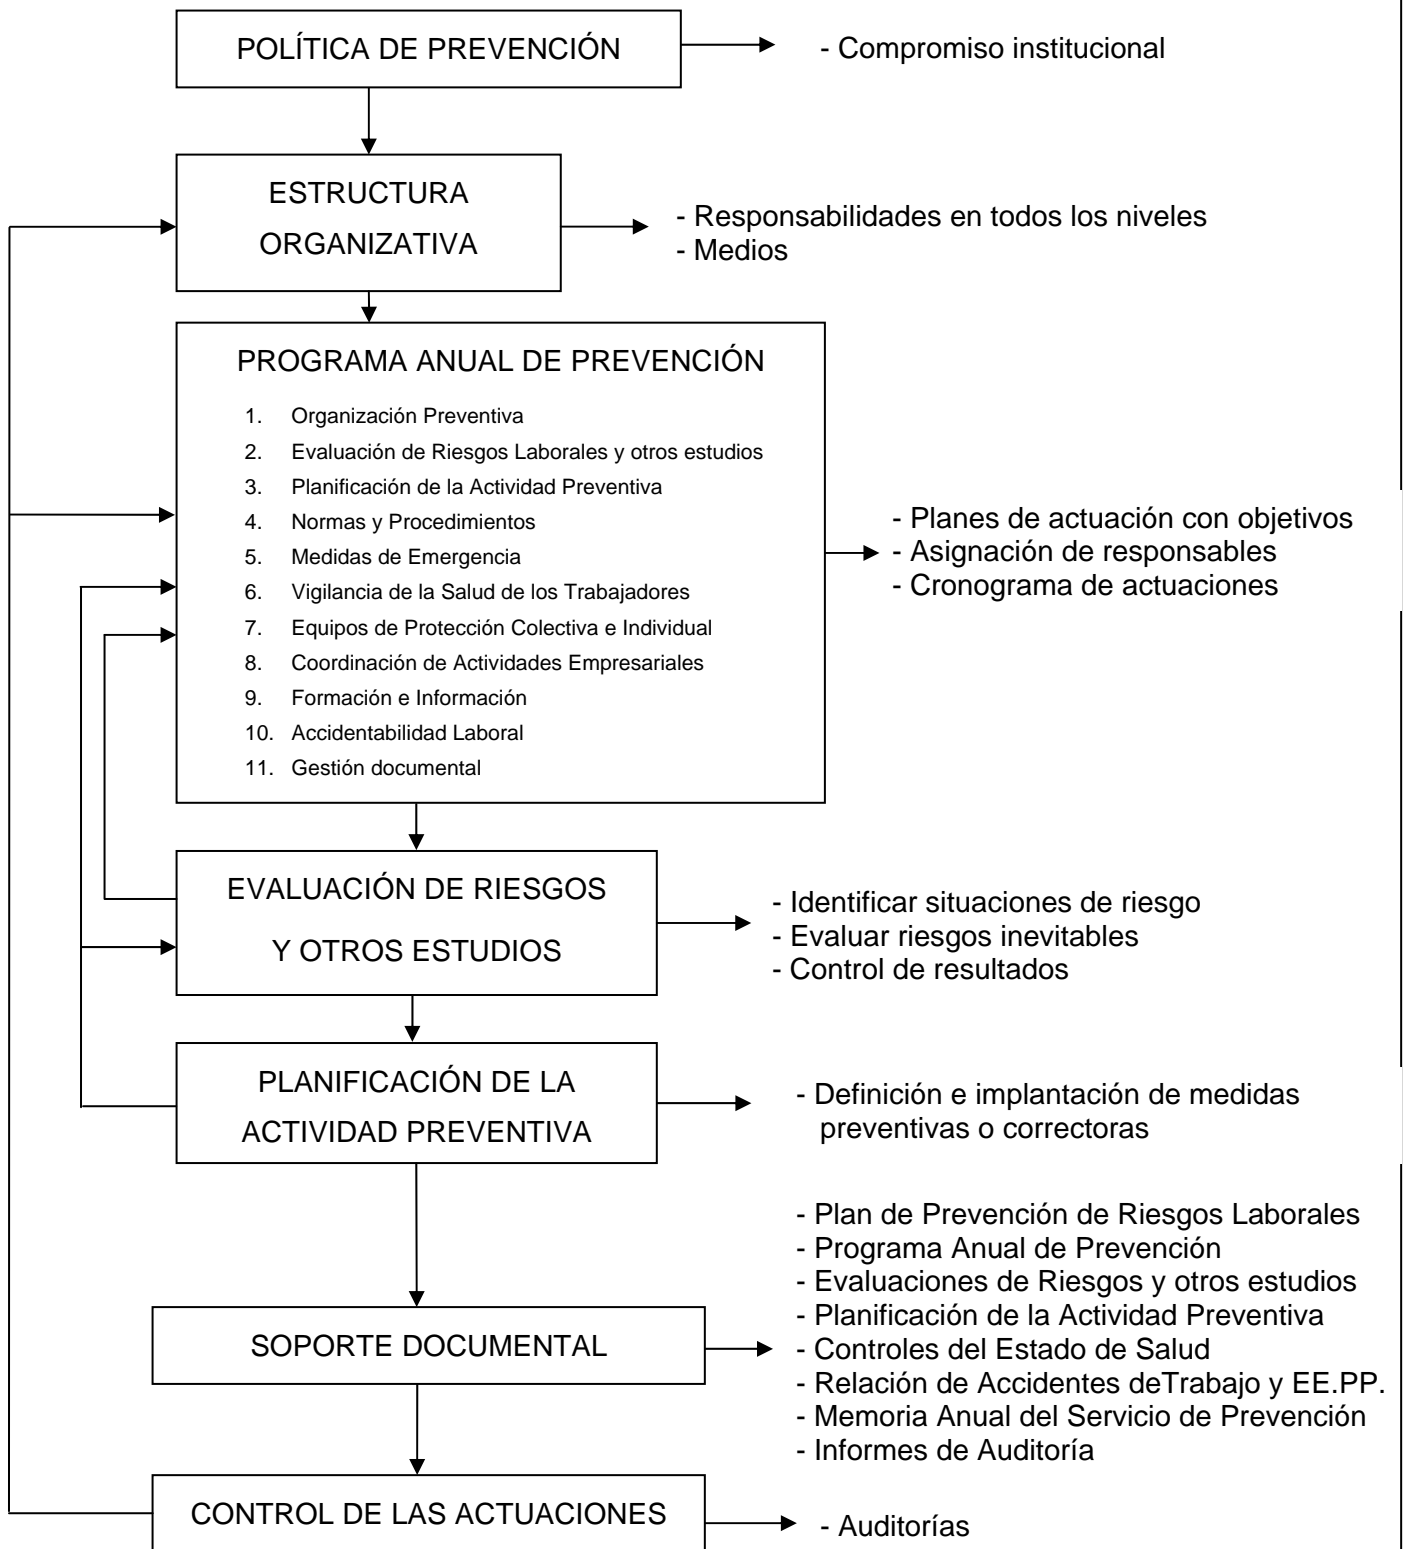 POLÍTICA DE PREVENCIÓN
- Compromiso institucional
ESTRUCTURA
ORGANIZATIVA
- Responsabilidades en todos los niveles
- Medios
PROGRAMA ANUAL DE PREVENCIÓN
1. Organización Preventiva
2. Evaluación de Riesgos Laborales y otros estudios
3. Planificación de la Actividad Preventiva
4. Normas y Procedimientos
5. Medidas de Emergencia
6. Vigilancia de la Salud de los Trabajadores
7. Equipos de Protección Colectiva e Individual
8. Coordinación de Actividades Empresariales
9. Formación e Información
10. Accidentabilidad Laboral
11. Gestión documental
- Planes de actuación con objetivos
- Asignación de responsables
- Cronograma de actuaciones
EVALUACIÓN DE RIESGOS
Y OTROS ESTUDIOS
- Identificar situaciones de riesgo
- Evaluar riesgos inevitables
- Control de resultados
PLANIFICACIÓN DE LA
ACTIVIDAD PREVENTIVA
- Definición e implantación de medidas
preventivas o correctoras
SOPORTE DOCUMENTAL
- Plan de Prevención de Riesgos Laborales
- Programa Anual de Prevención
- Evaluaciones de Riesgos y otros estudios
- Planificación de la Actividad Preventiva
- Controles del Estado de Salud
- Relación de Accidentes deTrabajo y EE.PP.
- Memoria Anual del Servicio de Prevención
- Informes de Auditoría
CONTROL DE LAS ACTUACIONES
- Auditorías